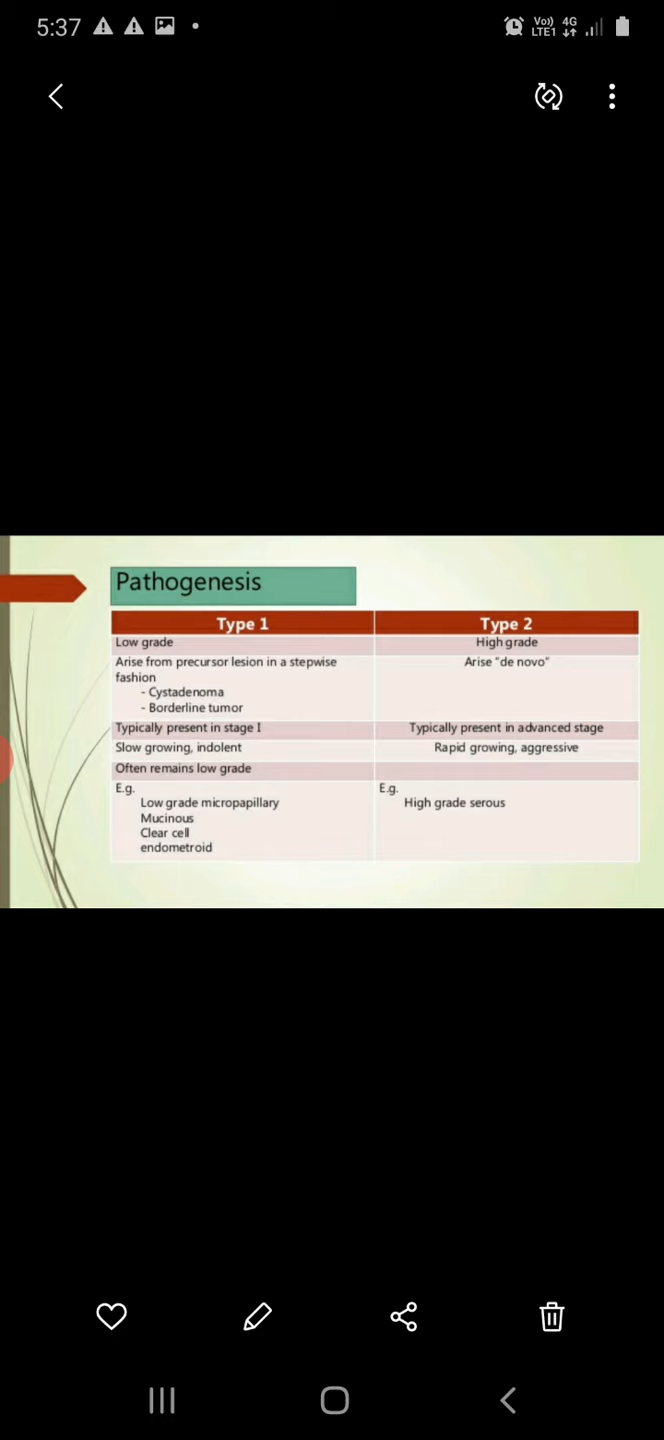 5:37
Vo)) 4G
LTE1
Pathogenesis
Type 1 Type 2
Low grade High grade
Arise from precursor lesion in a stepwise Arise "de novo"
fashion
- Cystadenoma
- Borderline tumor
Typically present in stage I Typically present in advanced stage
Slow growing, indolent Rapid growing, aggressive
Often remains low grade
E.g. E.g.
Low grade micropapillary High grade serous
Mucinous
Clear cell
endometroid